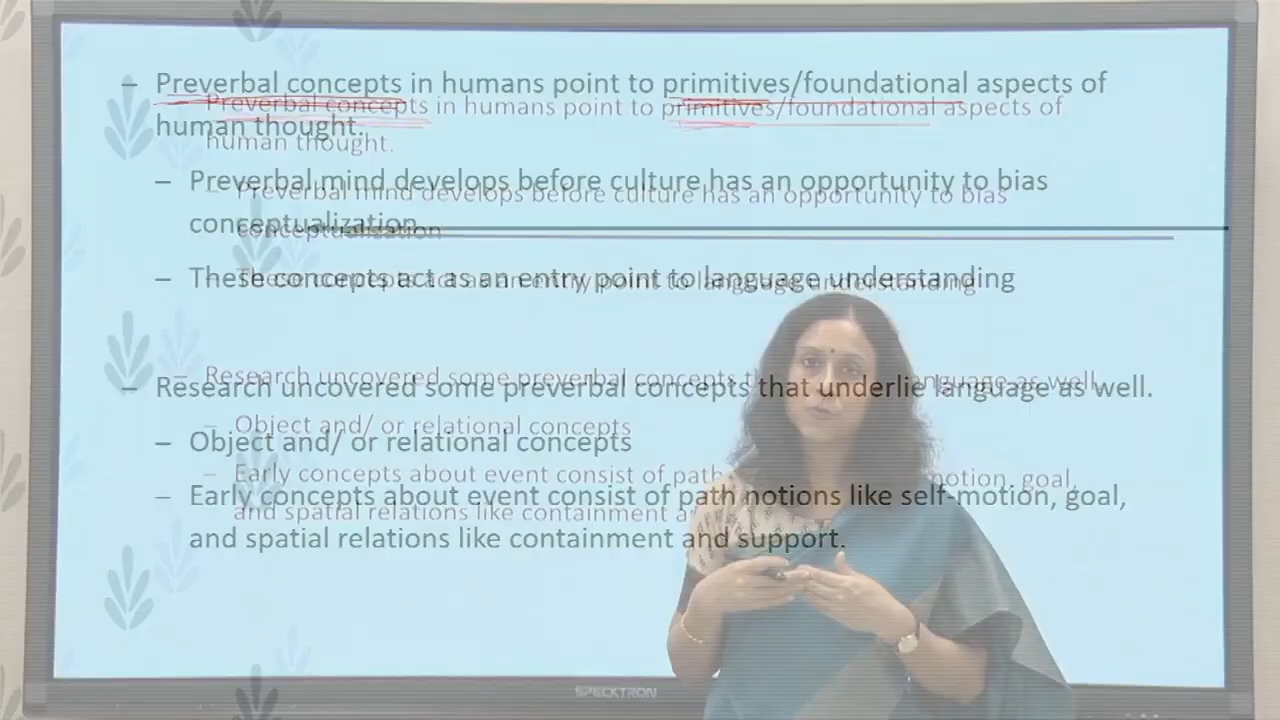 – Preverbal concepts in humans point to primitives/foundational aspects of
human thought.
– Preverbal mind develops before culture has an opportunity to bias
conceptualization
– These concepts act as an entry point to language understanding
– Research uncovered some preverbal concepts that underlie language as well.
– Object and/ or relational concepts
– Early concepts about event consist of path notions like self-motion, goal,
and spatial relations like containment and support.
SPECKTRON